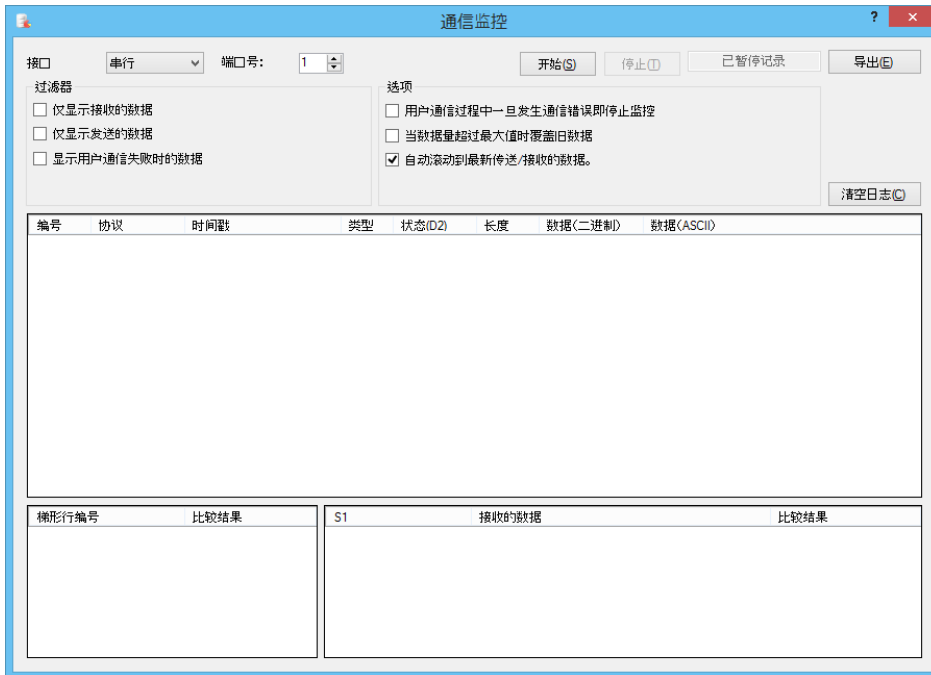 通信监控
? ×
接口 串行 端口号: 1 开始(S) 停止(T) 已暂停记录 导出(E)
过滤器 选项
仅显示接收的数据 用户通信过程中一旦发生通信错误即停止监控
仅显示发送的数据 当数据量超过最大值时覆盖旧数据
显示用户通信失败时的数据 自动滚动到最新传送/接收的数据。
清空日志(C)
编号 协议 时间戳 类型 状态(D2) 长度 数据(二进制) 数据(ASCII)
梯形行编号 比较结果 S1 接收的数据 比较结果